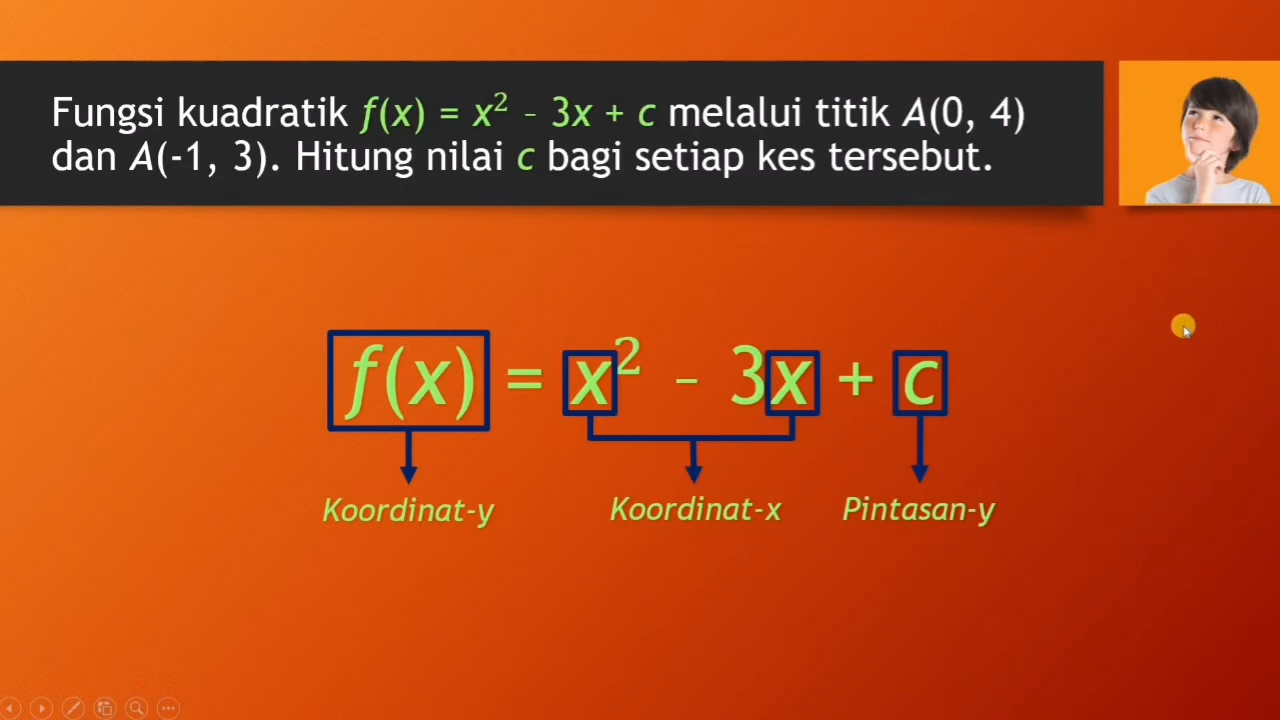 Fungsi kuadratik f(x) = x² – 3x + c melalui titik A(0, 4)
dan A(-1, 3). Hitung nilai c bagi setiap kes tersebut.
f(x) = x² – 3x + c
Koordinat-y Koordinat-x Pintasan-y